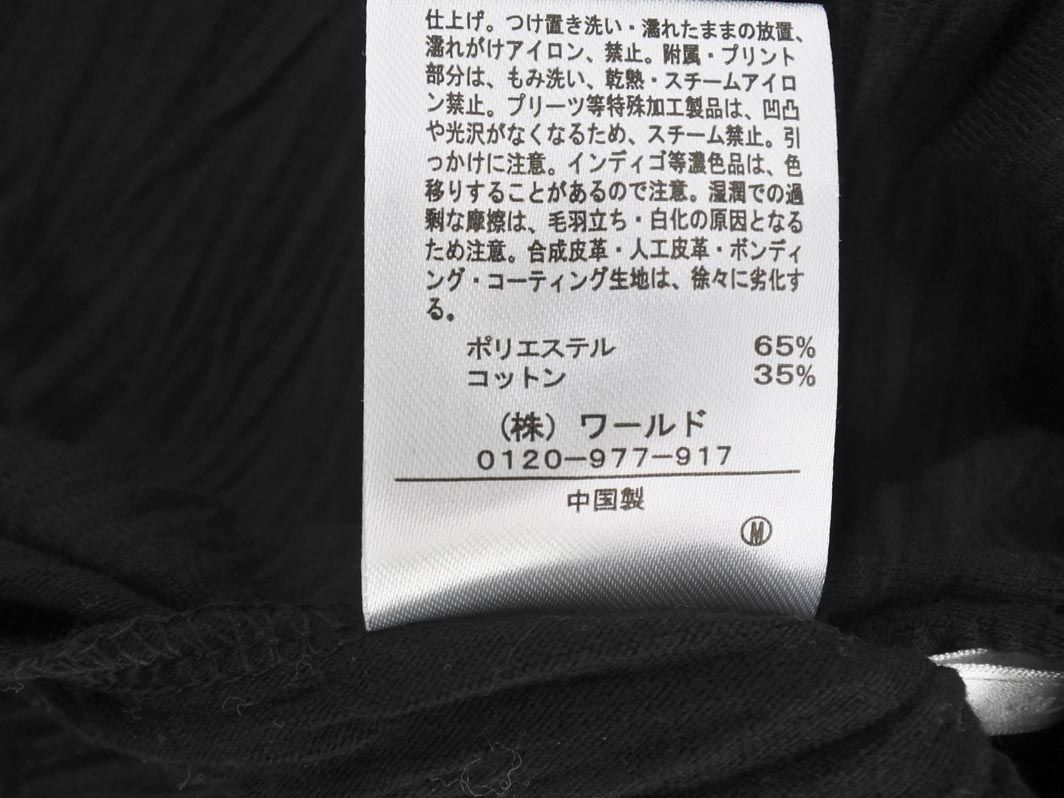 仕上げ。つけ置き洗い・濡れたままの放置、
濡れがけアイロン、禁止。附属・プリント
部分は、もみ洗い、乾熱・スチームアイロ
ン禁止。プリーツ等特殊加工製品は、凹凸
や光沢がなくなるため、スチーム禁止。引
っかけに注意。インディゴ等濃色品は、色
移りすることがあるので注意。湿潤での過
剰な摩擦は、毛羽立ち・白化の原因となる
ため注意。合成皮革・人工皮革・ボンディ
ング・コーティング生地は、徐々に劣化す
る。
ポリエステル 65%
コットン 35%
（株）ワールド
0120-977-917
中国製
Ⓜ